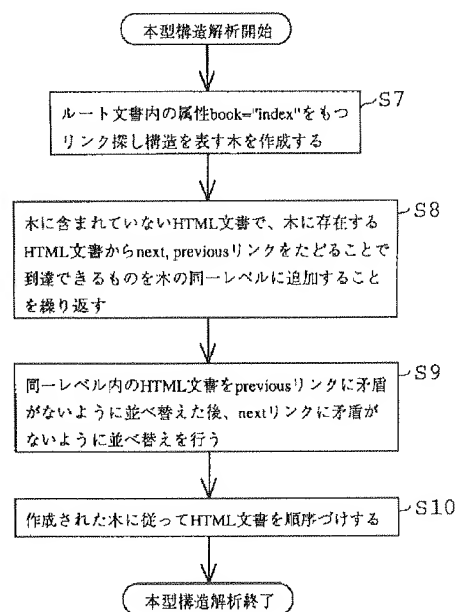 本型構造解析開始
S7
ルート文書内の属性book="index"をもつ
リンク探し構造を表す木を作成する
S8
木に含まれていないHTML文書で、木に存在する
HTML文書からnext, previousリンクをたどることで
到達できるものを木の同一レベルに追加すること
を繰り返す
S9
同一レベル内のHTML文書をpreviousリンクに矛盾
がないように並べ替えた後、nextリンクに矛盾が
ないように並べ替えを行う
S10
作成された木に従ってHTML文書を順序づけする
本型構造解析終了